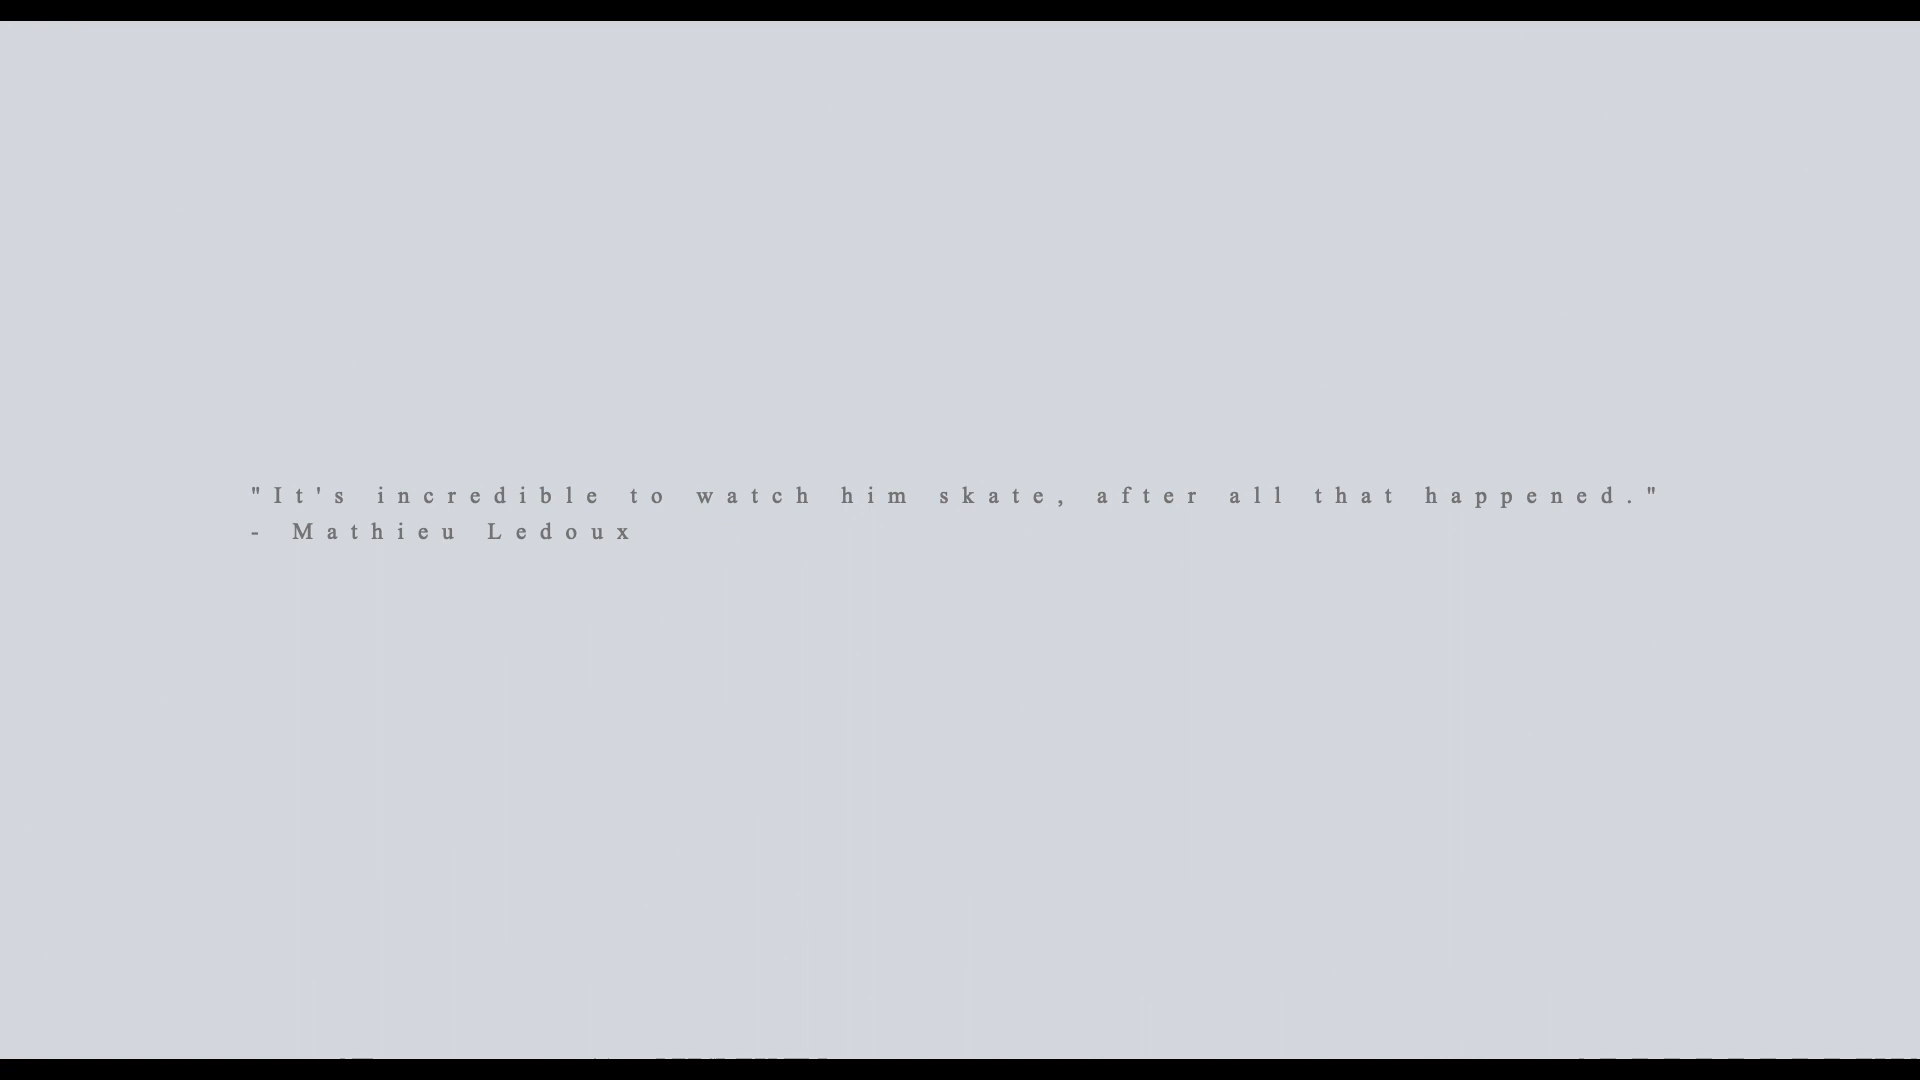 "It's incredible to watch him skate, after all that happened."
- Mathieu Ledoux